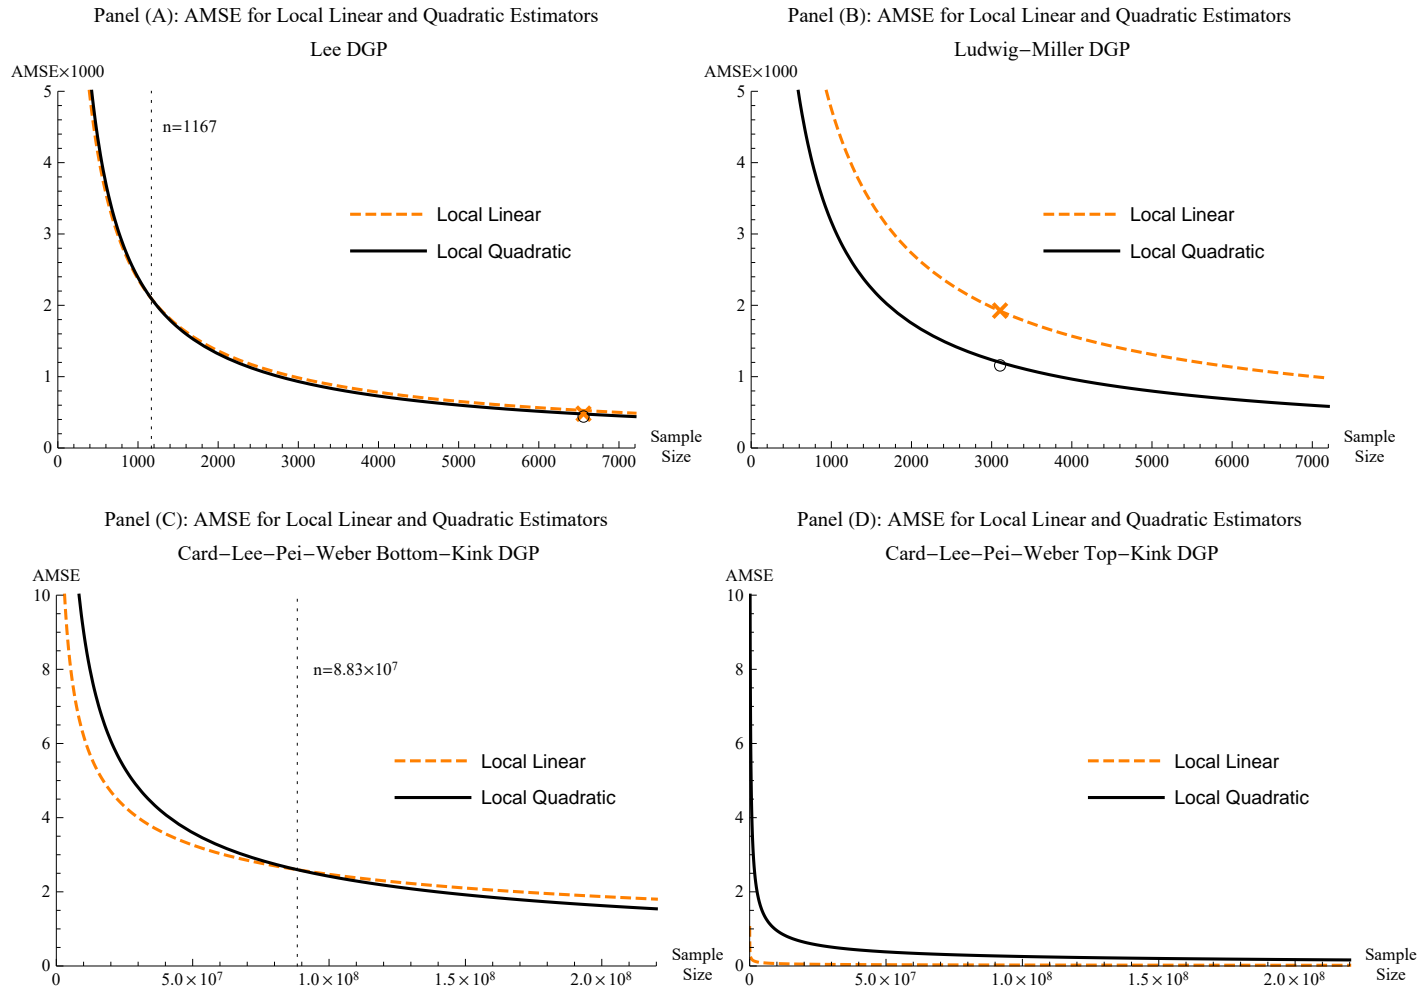 Panel (A): AMSE for Local Linear and Quadratic Estimators
Lee DGP
AMSE×1000
5
4
3
2
1
0
n=1167
Local Linear
Local Quadratic
0 1000 2000 3000 4000 5000 6000 7000
Sample
Size
Panel (B): AMSE for Local Linear and Quadratic Estimators
Ludwig−Miller DGP
AMSE×1000
5
4
3
2
1
0
Local Linear
Local Quadratic
0 1000 2000 3000 4000 5000 6000 7000
Sample
Size
Panel (C): AMSE for Local Linear and Quadratic Estimators
Card−Lee−Pei−Weber Bottom−Kink DGP
AMSE
10
8
6
4
2
0
n=8.83×10⁷
Local Linear
Local Quadratic
0 5.0×10⁷ 1.0×10⁸ 1.5×10⁸ 2.0×10⁸
Sample
Size
Panel (D): AMSE for Local Linear and Quadratic Estimators
Card−Lee−Pei−Weber Top−Kink DGP
AMSE
10
8
6
4
2
0
Local Linear
Local Quadratic
0 5.0×10⁷ 1.0×10⁸ 1.5×10⁸ 2.0×10⁸
Sample
Size